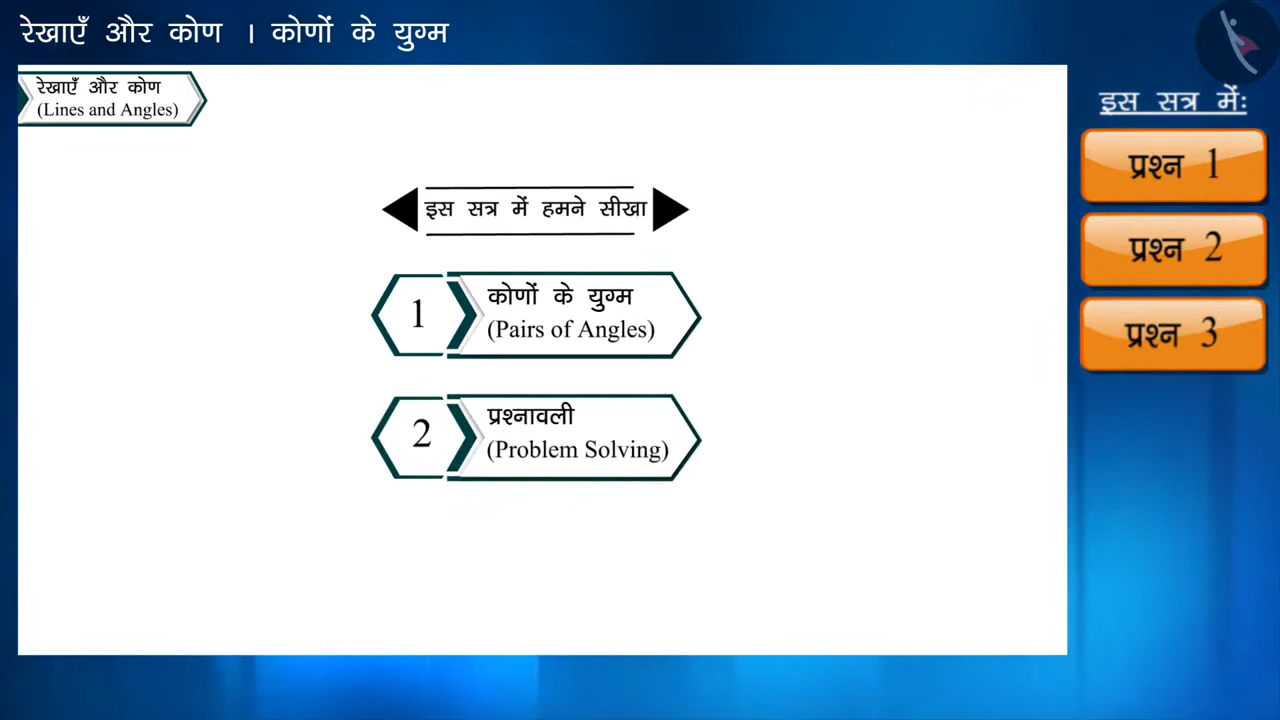 रेखाएँ और कोण । कोणों के युग्म
रेखाएँ और कोण
(Lines and Angles)
इस सत्र में हमने सीखा
1
कोणों के युग्म
(Pairs of Angles)
2
प्रश्नावली
(Problem Solving)
इस सत्र में:
प्रश्न 1
प्रश्न 2
प्रश्न 3